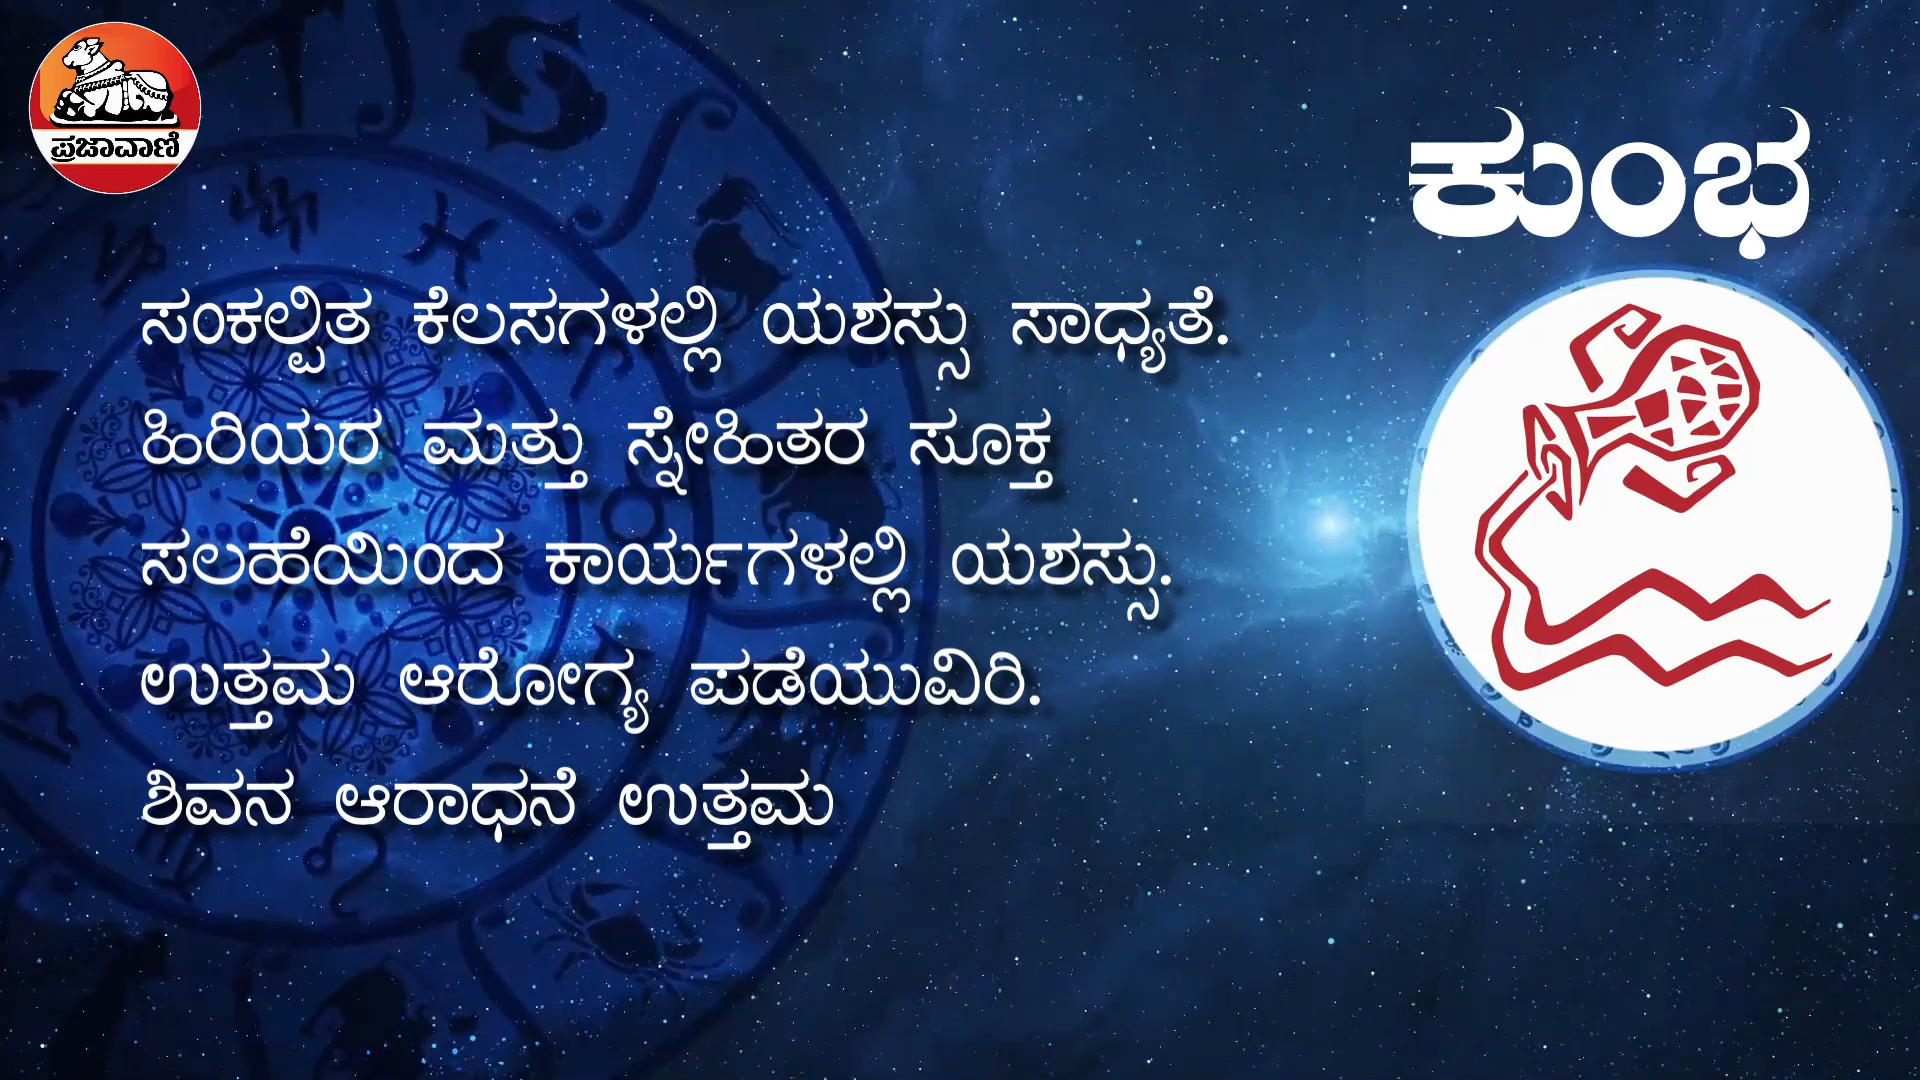 ಪ್ರಜಾವಾಣಿ
ಕುಂಭ
ಸಂಕಲ್ಪಿತ ಕೆಲಸಗಳಲ್ಲಿ ಯಶಸ್ಸು ಸಾಧ್ಯತೆ.
ಹಿರಿಯರ ಮತ್ತು ಸ್ನೇಹಿತರ ಸೂಕ್ತ
ಸಲಹೆಯಿಂದ ಕಾರ್ಯಗಳಲ್ಲಿ ಯಶಸ್ಸು.
ಉತ್ತಮ ಆರೋಗ್ಯ ಪಡೆಯುವಿರಿ.
ಶಿವನ ಆರಾಧನೆ ಉತ್ತಮ